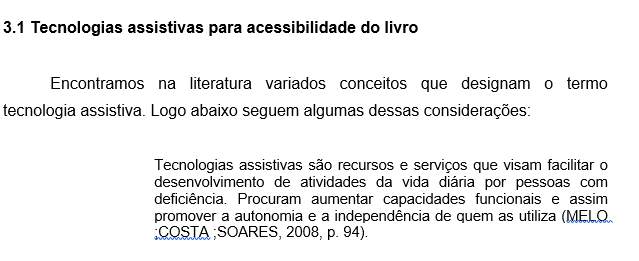 3.1 Tecnologias assistivas para acessibilidade do livro
Encontramos na literatura variados conceitos que designam o termo
tecnologia assistiva. Logo abaixo seguem algumas dessas considerações:
Tecnologias assistivas são recursos e serviços que visam facilitar o
desenvolvimento de atividades da vida diária por pessoas com
deficiência. Procuram aumentar capacidades funcionais e assim
promover a autonomia e a independência de quem as utiliza (MELO
;COSTA ;SOARES, 2008, p. 94).